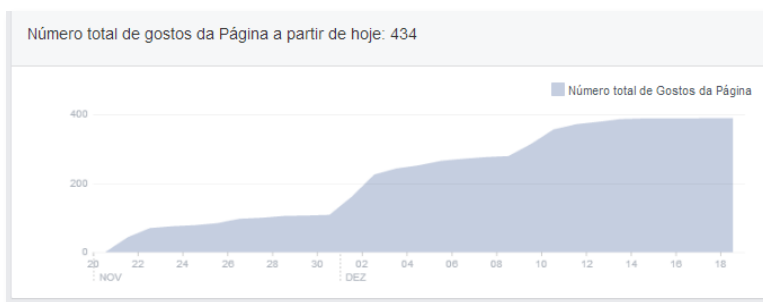 Número total de gostos da Página a partir de hoje: 434
Número total de Gostos da Página
400
200
0
20 22 24 26 28 30 02 04 06 08 10 12 14 16 18
NOV DEZ